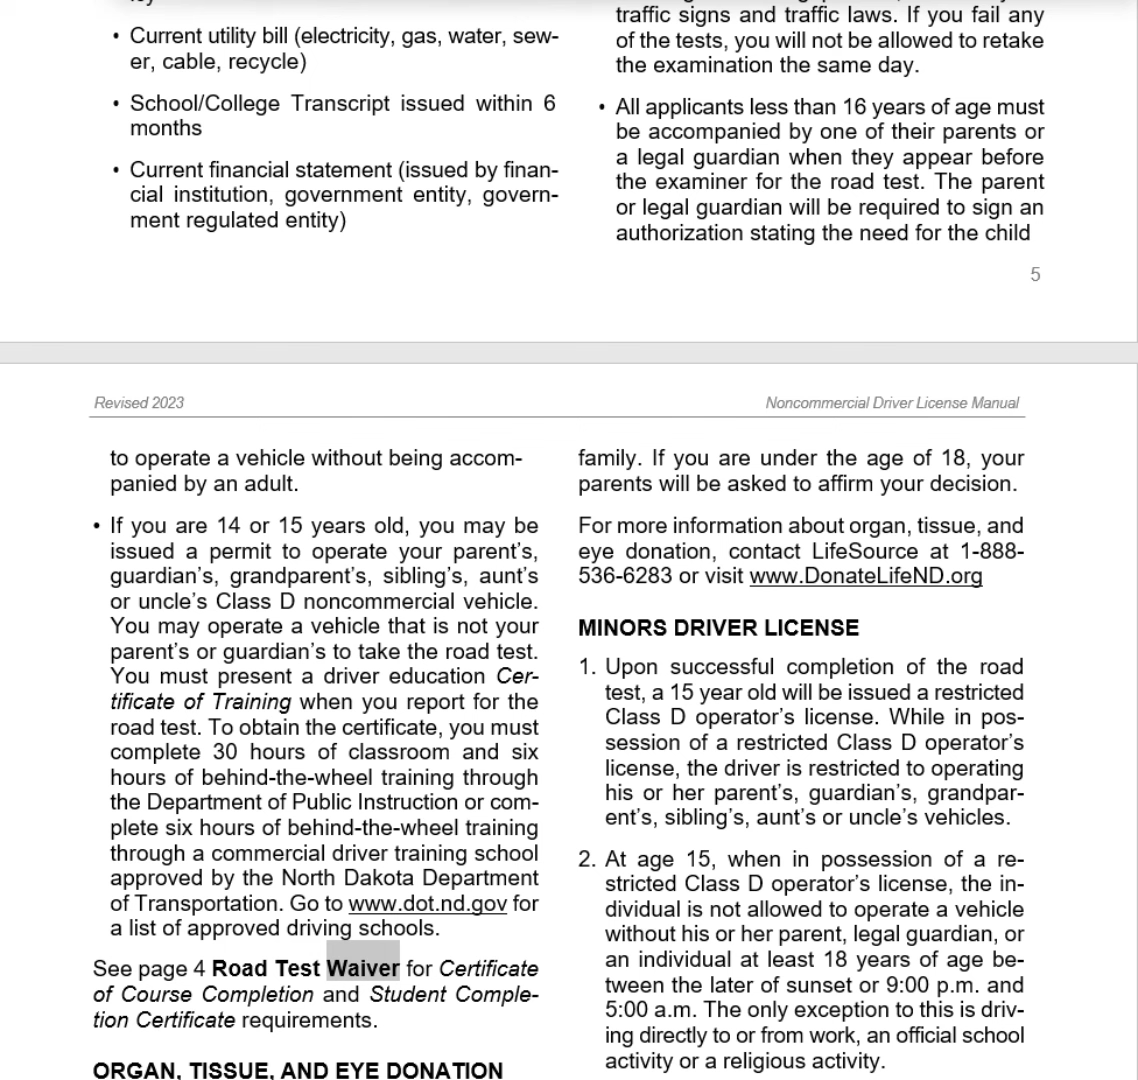 • Current utility bill (electricity, gas, water, sew-
er, cable, recycle)
• School/College Transcript issued within 6
months
• Current financial statement (issued by finan-
cial institution, government entity, govern-
ment regulated entity)
traffic signs and traffic laws. If you fail any
of the tests, you will not be allowed to retake
the examination the same day.
• All applicants less than 16 years of age must
be accompanied by one of their parents or
a legal guardian when they appear before
the examiner for the road test. The parent
or legal guardian will be required to sign an
authorization stating the need for the child
5
Revised 2023
Noncommercial Driver License Manual
to operate a vehicle without being accom-
panied by an adult.
• If you are 14 or 15 years old, you may be
issued a permit to operate your parent's,
guardian's, grandparent's, sibling's, aunt's
or uncle's Class D noncommercial vehicle.
You may operate a vehicle that is not your
parent's or guardian's to take the road test.
You must present a driver education Cer-
tificate of Training when you report for the
road test. To obtain the certificate, you must
complete 30 hours of classroom and six
hours of behind-the-wheel training through
the Department of Public Instruction or com-
plete six hours of behind-the-wheel training
through a commercial driver training school
approved by the North Dakota Department
of Transportation. Go to www.dot.nd.gov for
a list of approved driving schools.
See page 4 Road Test Waiver for Certificate
of Course Completion and Student Comple-
tion Certificate requirements.
ORGAN, TISSUE, AND EYE DONATION
family. If you are under the age of 18, your
parents will be asked to affirm your decision.
For more information about organ, tissue, and
eye donation, contact LifeSource at 1-888-
536-6283 or visit www.DonateLifeND.org
MINORS DRIVER LICENSE
1. Upon successful completion of the road
test, a 15 year old will be issued a restricted
Class D operator's license. While in pos-
session of a restricted Class D operator's
license, the driver is restricted to operating
his or her parent's, guardian's, grandpar-
ent's, sibling's, aunt's or uncle's vehicles.
2. At age 15, when in possession of a re-
stricted Class D operator's license, the in-
dividual is not allowed to operate a vehicle
without his or her parent, legal guardian, or
an individual at least 18 years of age be-
tween the later of sunset or 9:00 p.m. and
5:00 a.m. The only exception to this is driv-
ing directly to or from work, an official school
activity or a religious activity.